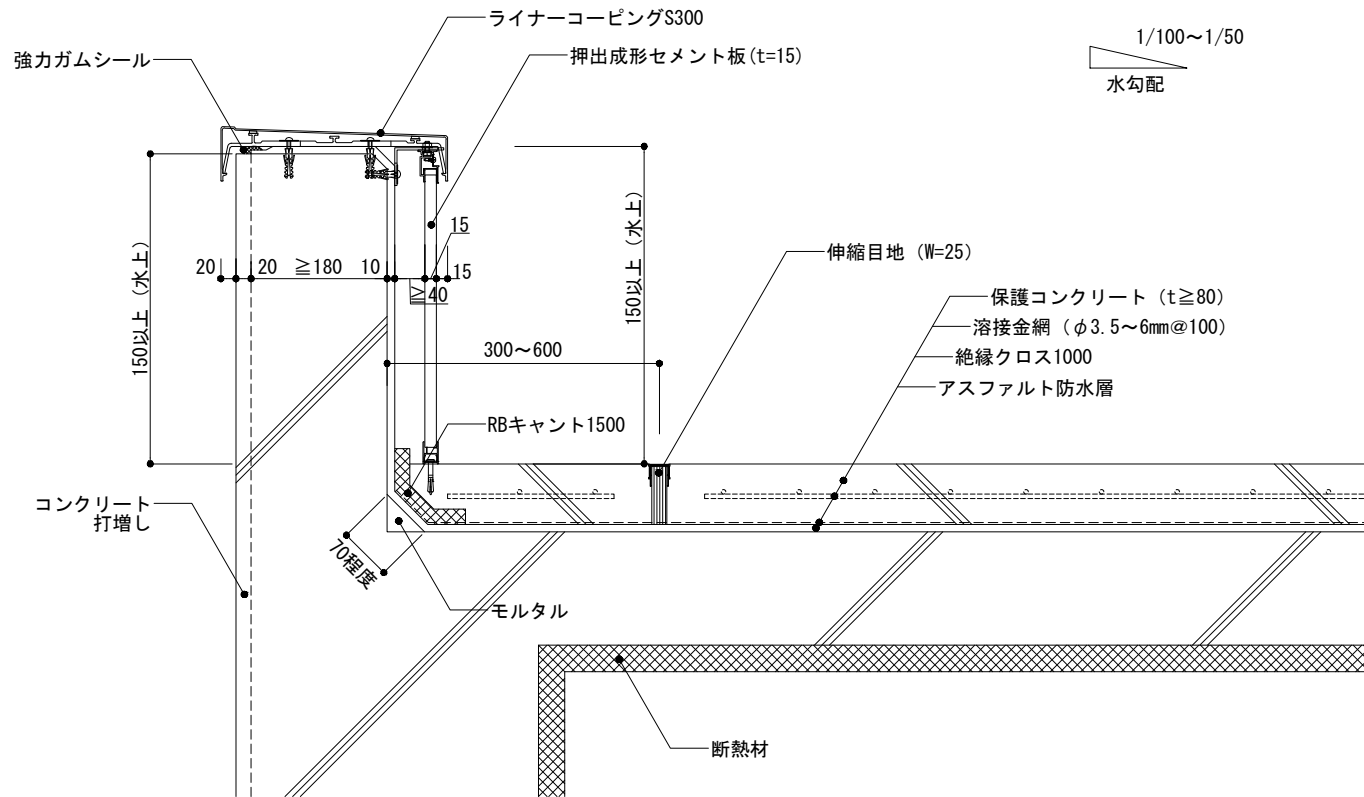 ライナーコーピングS300
押出成形セメント板(t=15)
強力ガムシール
1/100～1/50
水勾配
150以上（水上）
20
20
≧180
10
15
15
≧40
150以上（水上）
300～600
伸縮目地（W=25）
保護コンクリート（t≧80）
溶接金網（φ3.5～6mm@100）
絶縁クロス1000
アスファルト防水層
RBキャント1500
コンクリート
打増し
70程度
モルタル
断熱材